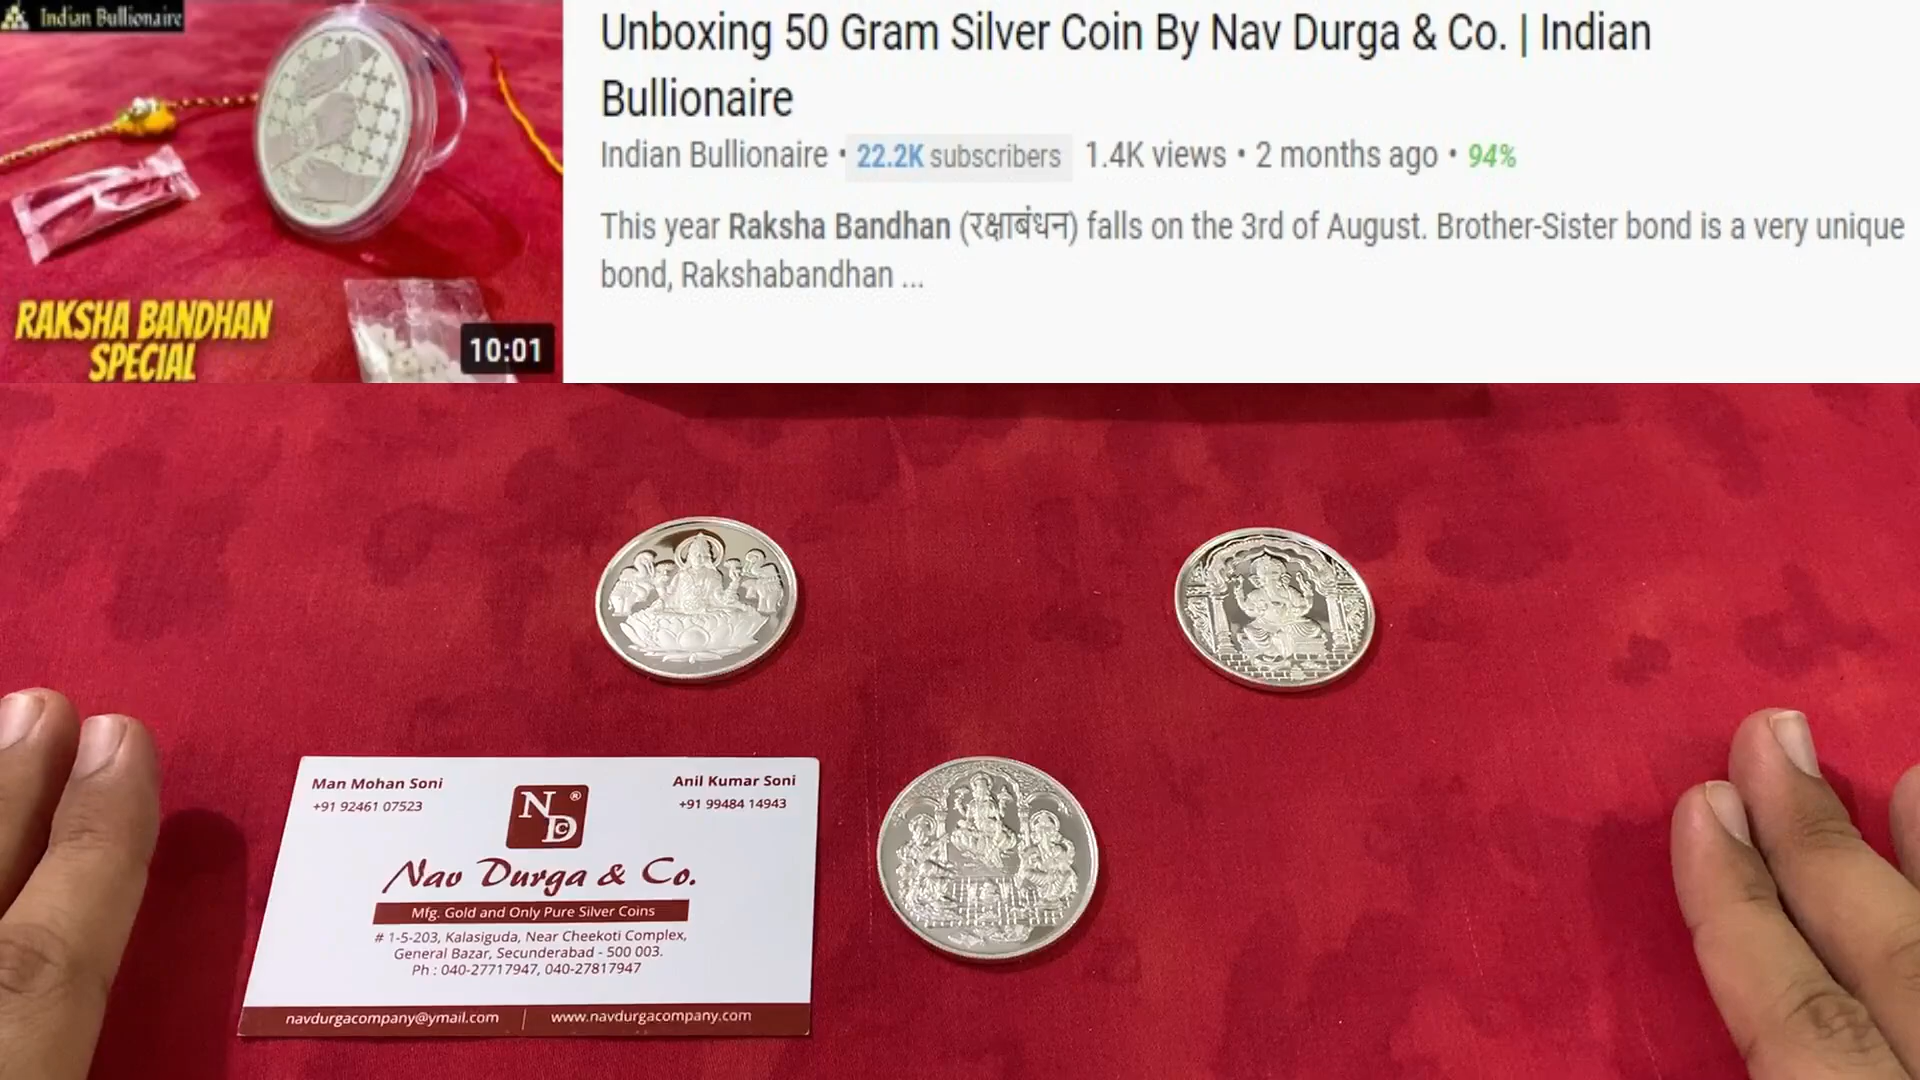 Indian Bullionaire
RAKSHA BANDHAN
SPECIAL
10:01
Unboxing 50 Gram Silver Coin By Nav Durga & Co. | Indian
Bullionaire
Indian Bullionaire • 22.2K subscribers 1.4K views • 2 months ago • 94%
This year Raksha Bandhan (रक्षाबंधन) falls on the 3rd of August. Brother-Sister bond is a very unique
bond, Rakshabandhan ...
Man Mohan Soni
+91 92461 07523
Anil Kumar Soni
+91 99484 14943
NDC®
Nav Durga & Co.
Mfg. Gold and Only Pure Silver Coins
# 1-5-203, Kalasiguda, Near Cheekoti Complex,
General Bazar, Secunderabad - 500 003.
Ph : 040-27717947, 040-27817947
navdurgacompany@ymail.com | www.navdurgacompany.com